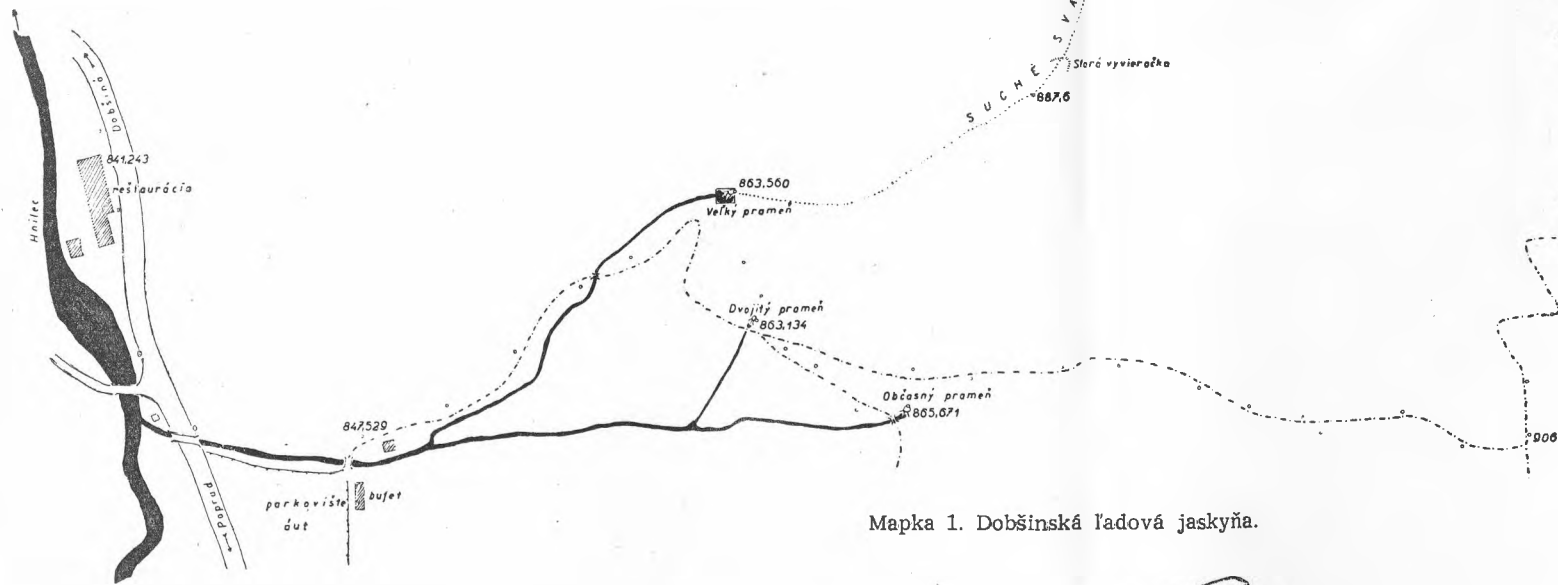 SUCHÉ SVA
Stará vyvieračka
887,6
Dobšiná
841,243
reštaurácia
Hnilec
863,560
Veľký prameň
Dvojitý prameň
863,134
Občasný prameň
865,671
847,529
906
parkovište
áut
bufet
Poprad
Mapka 1. Dobšinská ľadová jaskyňa.